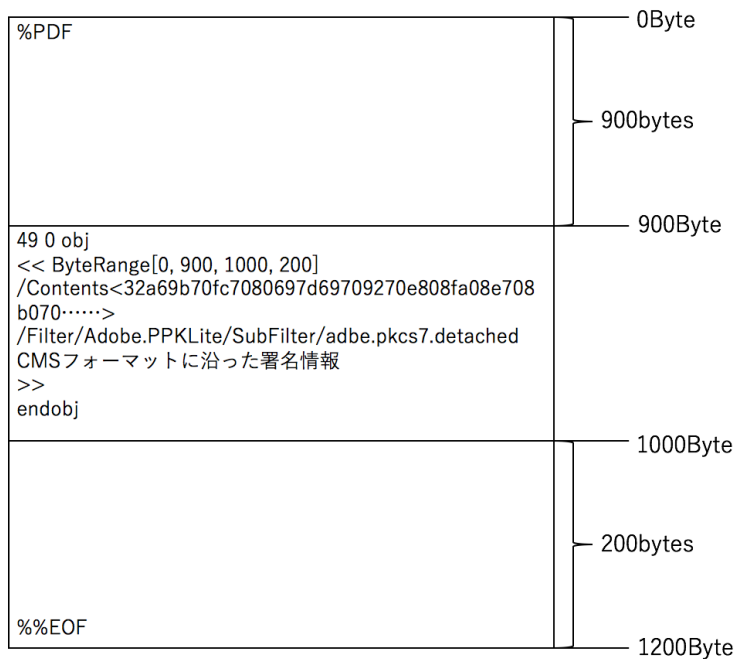 %PDF
0Byte
900bytes
900Byte
49 0 obj
<< ByteRange[0, 900, 1000, 200]
/Contents<32a69b70fc7080697d69709270e808fa08e708
b070⋯⋯>
/Filter/Adobe.PPKLite/SubFilter/adbe.pkcs7.detached
CMSフォーマットに沿った署名情報
>>
endobj
1000Byte
200bytes
%%EOF
1200Byte